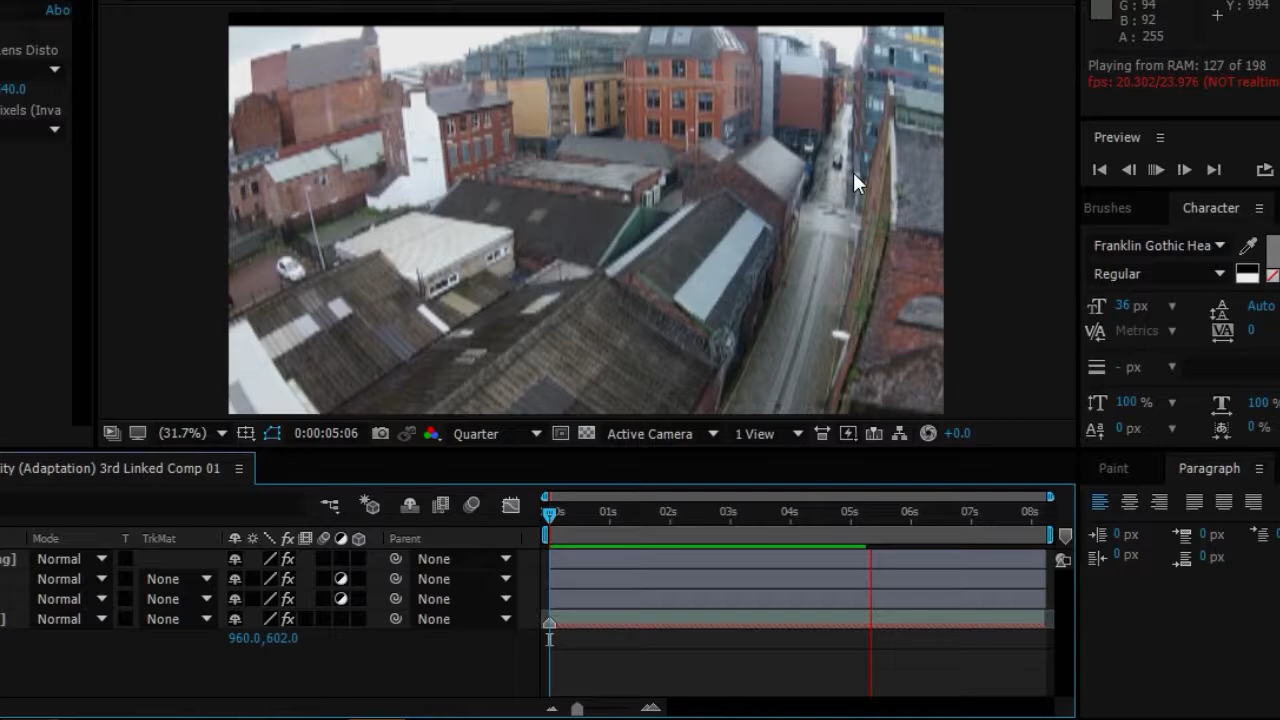 Abo
ens Disto
40.0
ixels (Inva
G: 94
B: 92
A: 255
Y: 994
Playing from RAM: 127 of 198
fps: 20.302/23.976 (NOT realtim
Preview
Brushes
Character
Franklin Gothic Hea
Regular
36 px
Auto
Metrics
0
- px
100 %
100 %
0 px
0 %
(31.7%)
0:00:05:06
Quarter
Active Camera
1 View
+0.0
Paint
Paragraph
0 px
0 px
0 px
0 px
ity (Adaptation) 3rd Linked Comp 01
0s 01s 02s 03s 04s 05s 06s 07s 08s
Mode T TrkMat Parent
ng] Normal None
Normal None None
Normal None None
] Normal None None
960.0,602.0